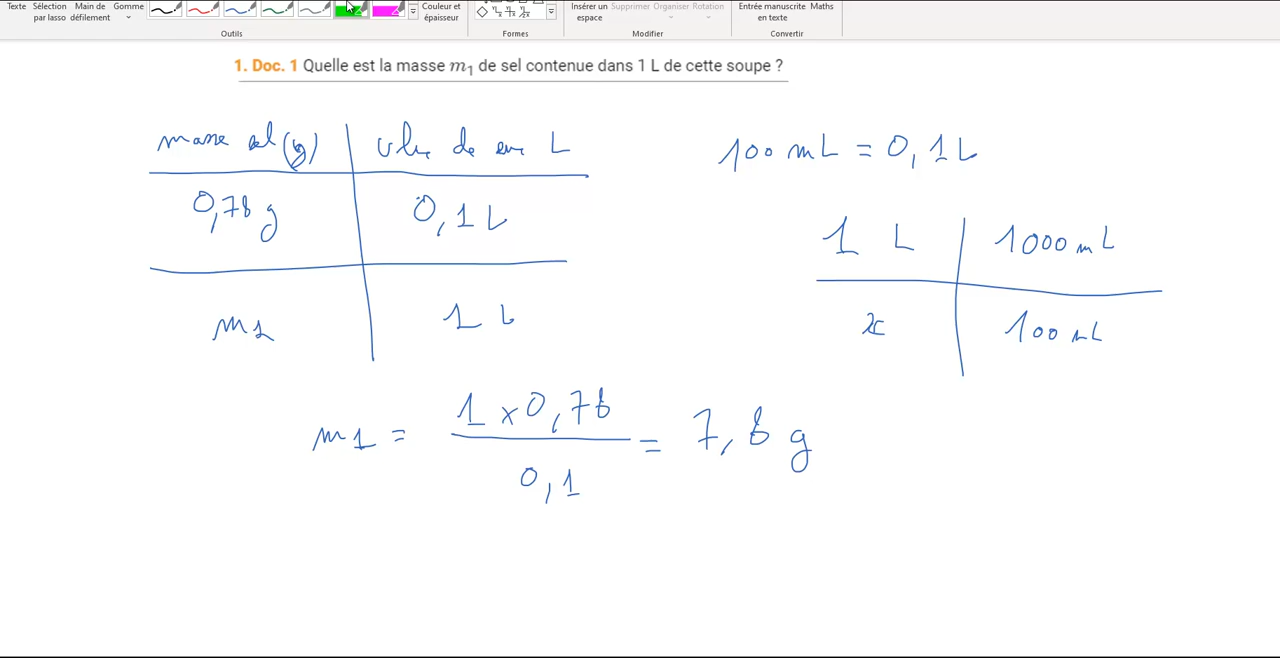 Texte Sélection par lasso Main de défilement Gomme
Couleur et épaisseur
Insérer un espace Supprimer Organiser Rotation
Entrée manuscrite en texte Maths
Outils Formes Modifier Convertir
1. Doc. 1 Quelle est la masse m₁ de sel contenue dans 1 L de cette soupe ?
masse sel (g) | de en L
0,78 g | 0,1 L
m1 | 1 L
m1 = 1 × 0,78 / 0,1 = 7,8 g
100 mL = 0,1 L
1 L | 1000 mL
x | 100 mL